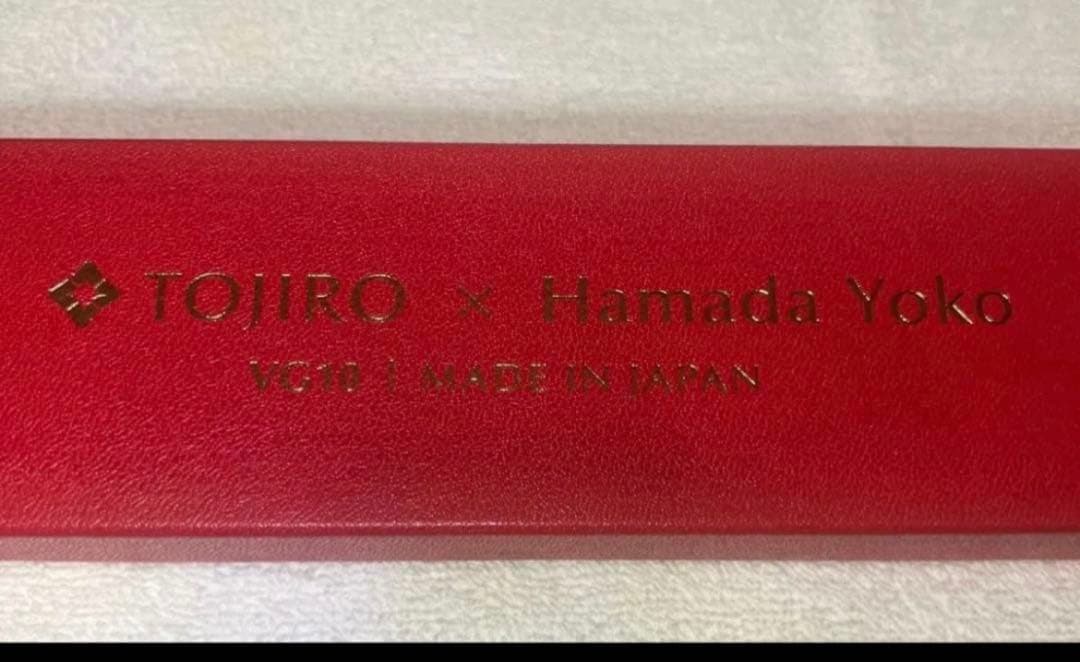 TOJIRO × Hamada Yoko
VG10 | MADE IN JAPAN